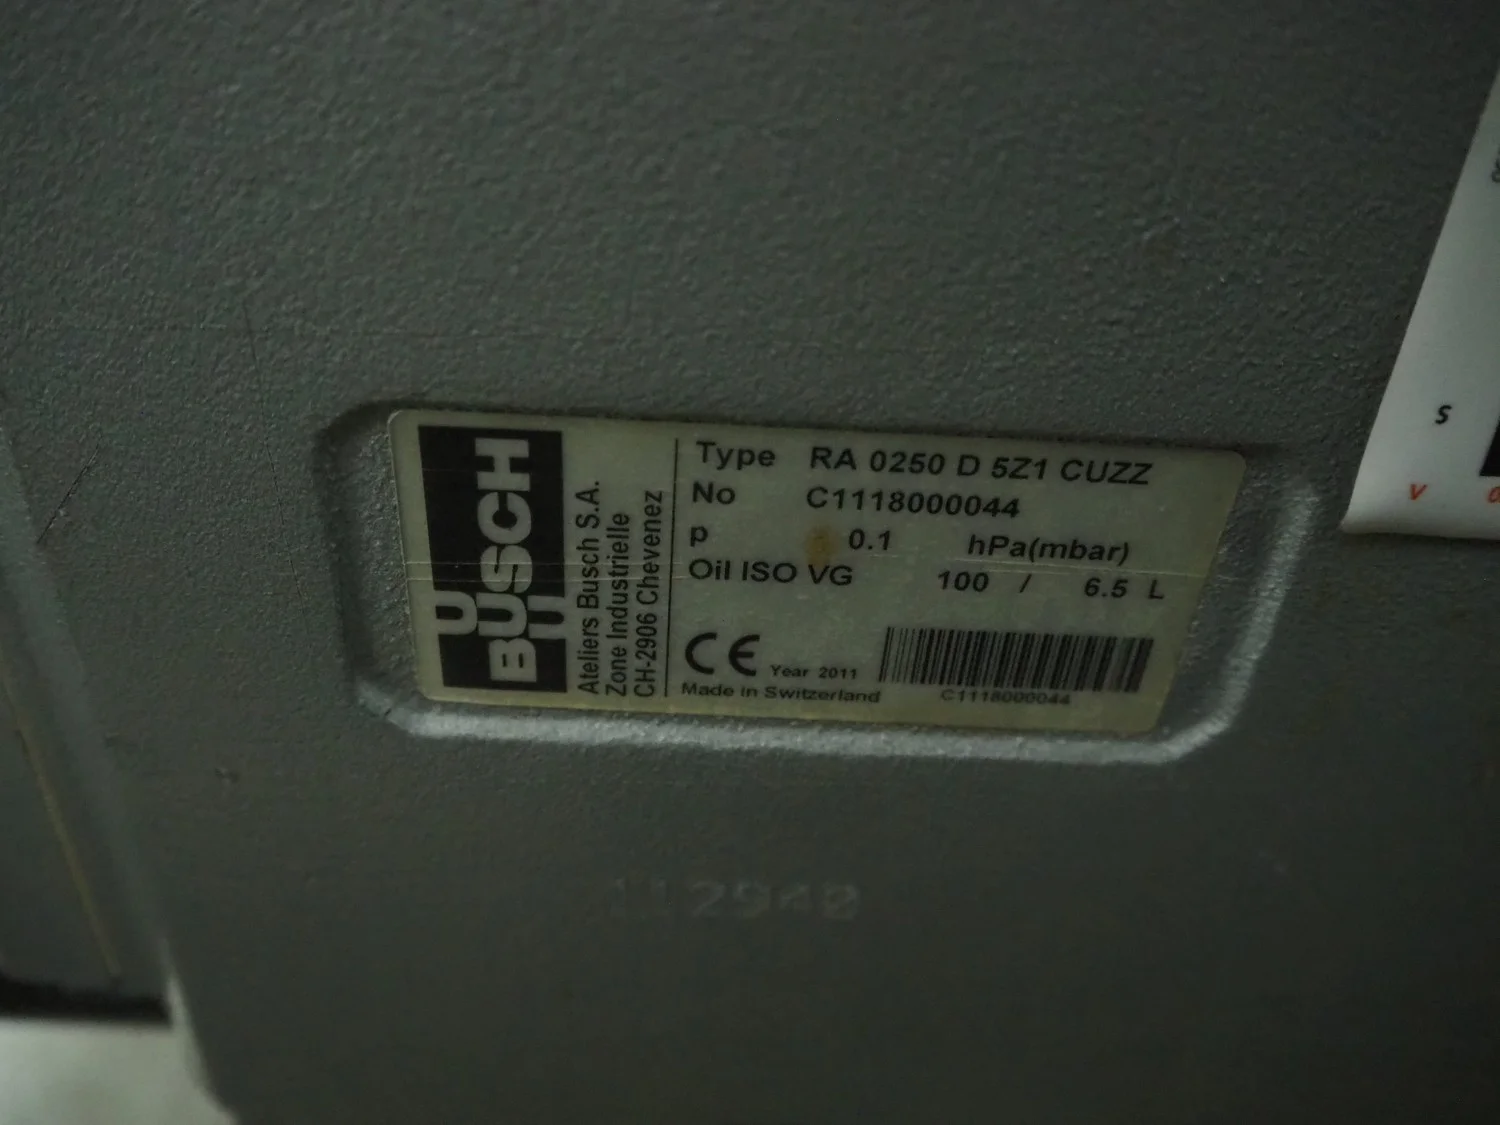 U
BUSCH
U
Ateliers Busch S.A.
Zone Industrielle
CH-2906 Chevenez
Type RA 0250 D 5Z1 CUZZ
No C1118000044
p 0.1 hPa(mbar)
Oil ISO VG 100 / 6.5 L
CE Year 2011
Made in Switzerland
C1118000044
S
V